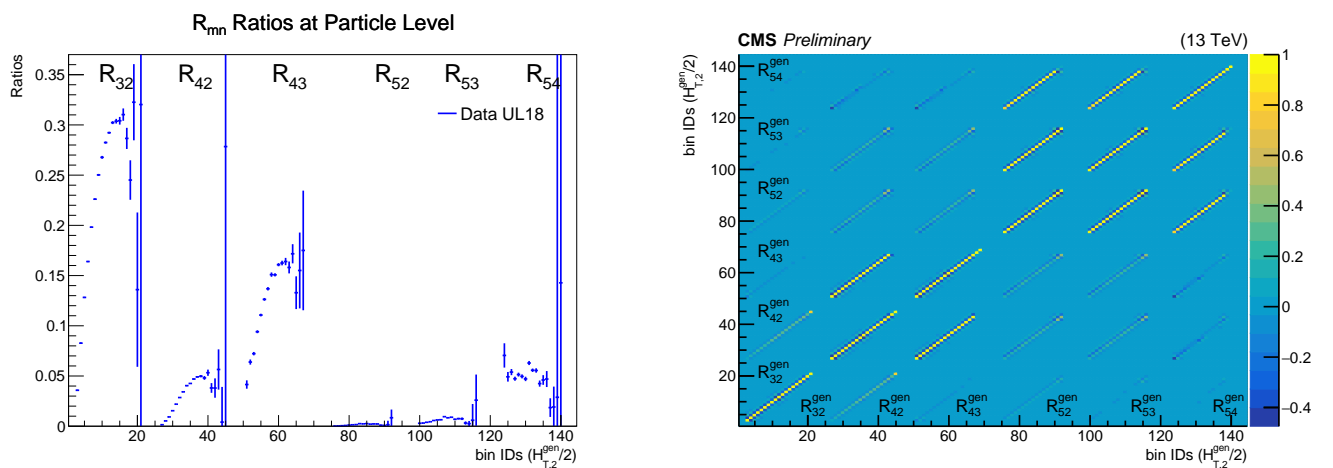 R_mn Ratios at Particle Level
Ratios
R_32 R_42 R_43 R_52 R_53 R_54
Data UL18
0.35
0.3
0.25
0.2
0.15
0.1
0.05
0
20 40 60 80 100 120 140
bin IDs (H_T,2^gen/2)
CMS Preliminary (13 TeV)
bin IDs (H_T,2^gen/2)
140
120
100
80
60
40
20
R_54^gen
R_53^gen
R_52^gen
R_43^gen
R_42^gen
R_32^gen
R_32^gen R_42^gen R_43^gen R_52^gen R_53^gen R_54^gen
20 40 60 80 100 120 140
bin IDs (H_T,2^gen/2)
1
0.8
0.6
0.4
0.2
0
−0.2
−0.4